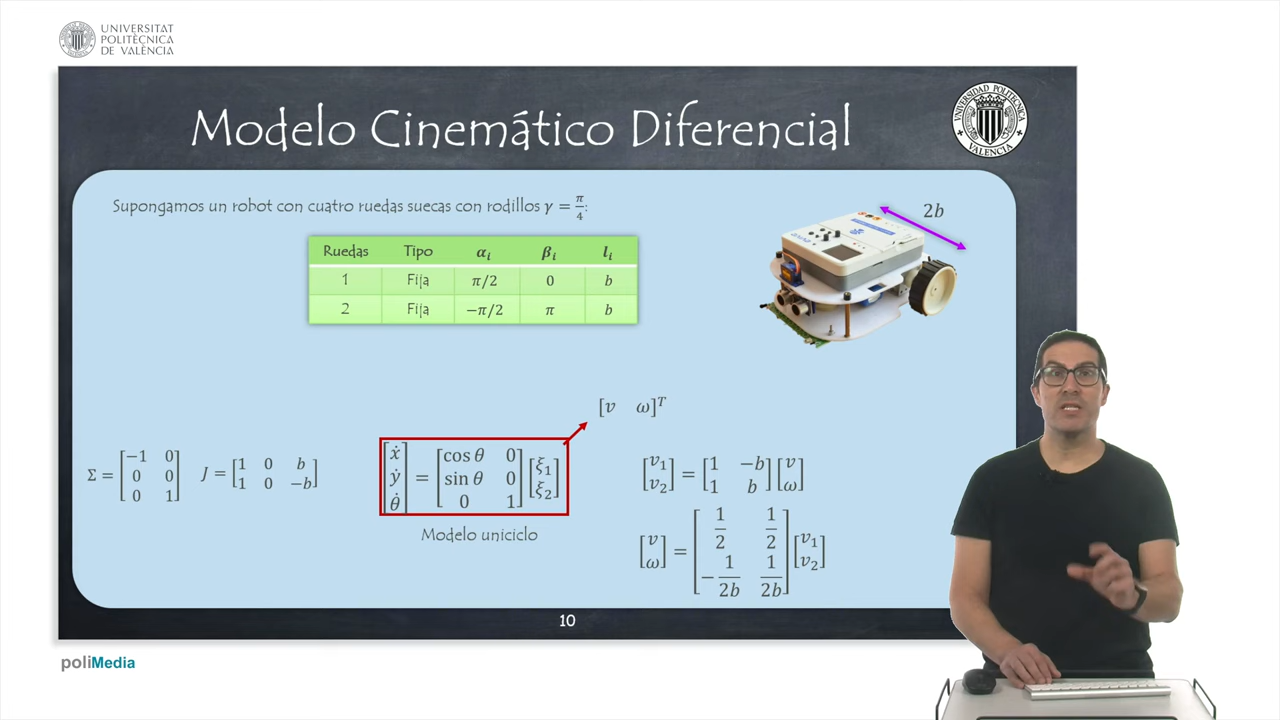 UNIVERSITAT
POLITÈCNICA
DE VALÈNCIA
Modelo Cinemático Diferencial
UNIVERSIDAD POLITECNICA
VALENCIA
Supongamos un robot con cuatro ruedas suecas con rodillos γ = π/4:
2b
Ruedas Tipo αᵢ βᵢ lᵢ
1 Fija π/2 0 b
2 Fija −π/2 π b
[v ω]ᵀ
Σ = [−1 0; 0 0; 0 1] J = [1 0 b; 1 0 −b]
[ẋ; ẏ; θ̇] = [cos θ 0; sin θ 0; 0 1] [ξ₁; ξ₂]
Modelo uniciclo
[v₁; v₂] = [1 −b; 1 b] [v; ω]
[v; ω] = [1/2 1/2; −1/2b 1/2b] [v₁; v₂]
10
poliMedia